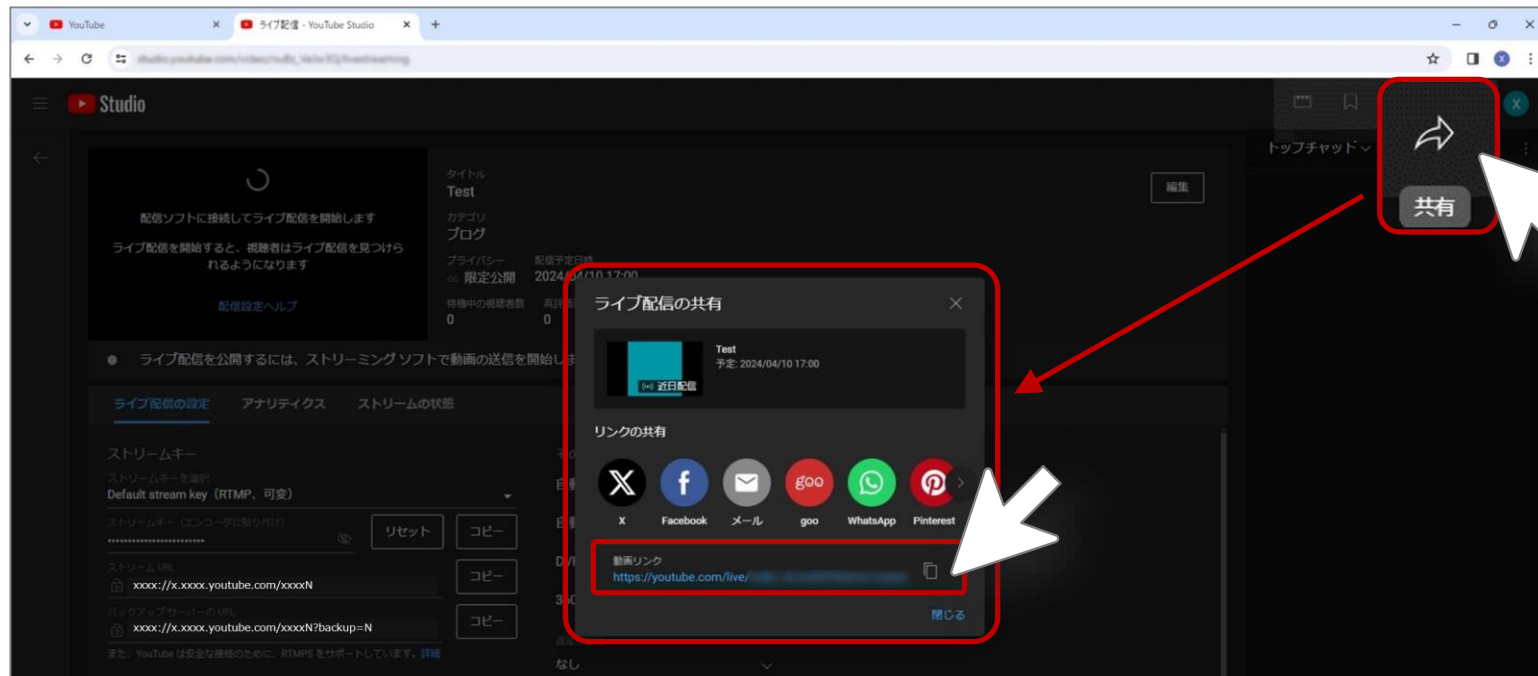 YouTube
ライブ配信 - YouTube Studio
Studio
X
共有
トップチャット
配信ソフトに接続してライブ配信を開始します
ライブ配信を開始すると、視聴者はライブ配信を見つけら
れるようになります
配信設定ヘルプ
タイトル
Test
編集
カテゴリ
ブログ
プライバシー 配信予定日時
限定公開 2024/04/10 17:00
待機中の視聴者数
0 0
ライブ配信を公開するには、ストリーミング ソフトで動画の送信を開始しま
ライブ配信の設定 アナリティクス ストリームの状態
ストリームキー
ストリームキーを選択
Default stream key（RTMP、可変）
ストリームキー（エンコーダに貼り付け）
リセット コピー
ストリーム URL
xxxx://x.xxxx.youtube.com/xxxxN
コピー
バックアップ サーバーの URL
xxxx://x.xxxx.youtube.com/xxxxN?backup=N
コピー
また、YouTube は安全な接続のために、RTMPS をサポートしています。詳細
なし
ライブ配信の共有
Test
予定: 2024/04/10 17:00
近日配信
リンクの共有
X Facebook メール goo WhatsApp Pinterest
動画リンク
https://youtube.com/live/
閉じる